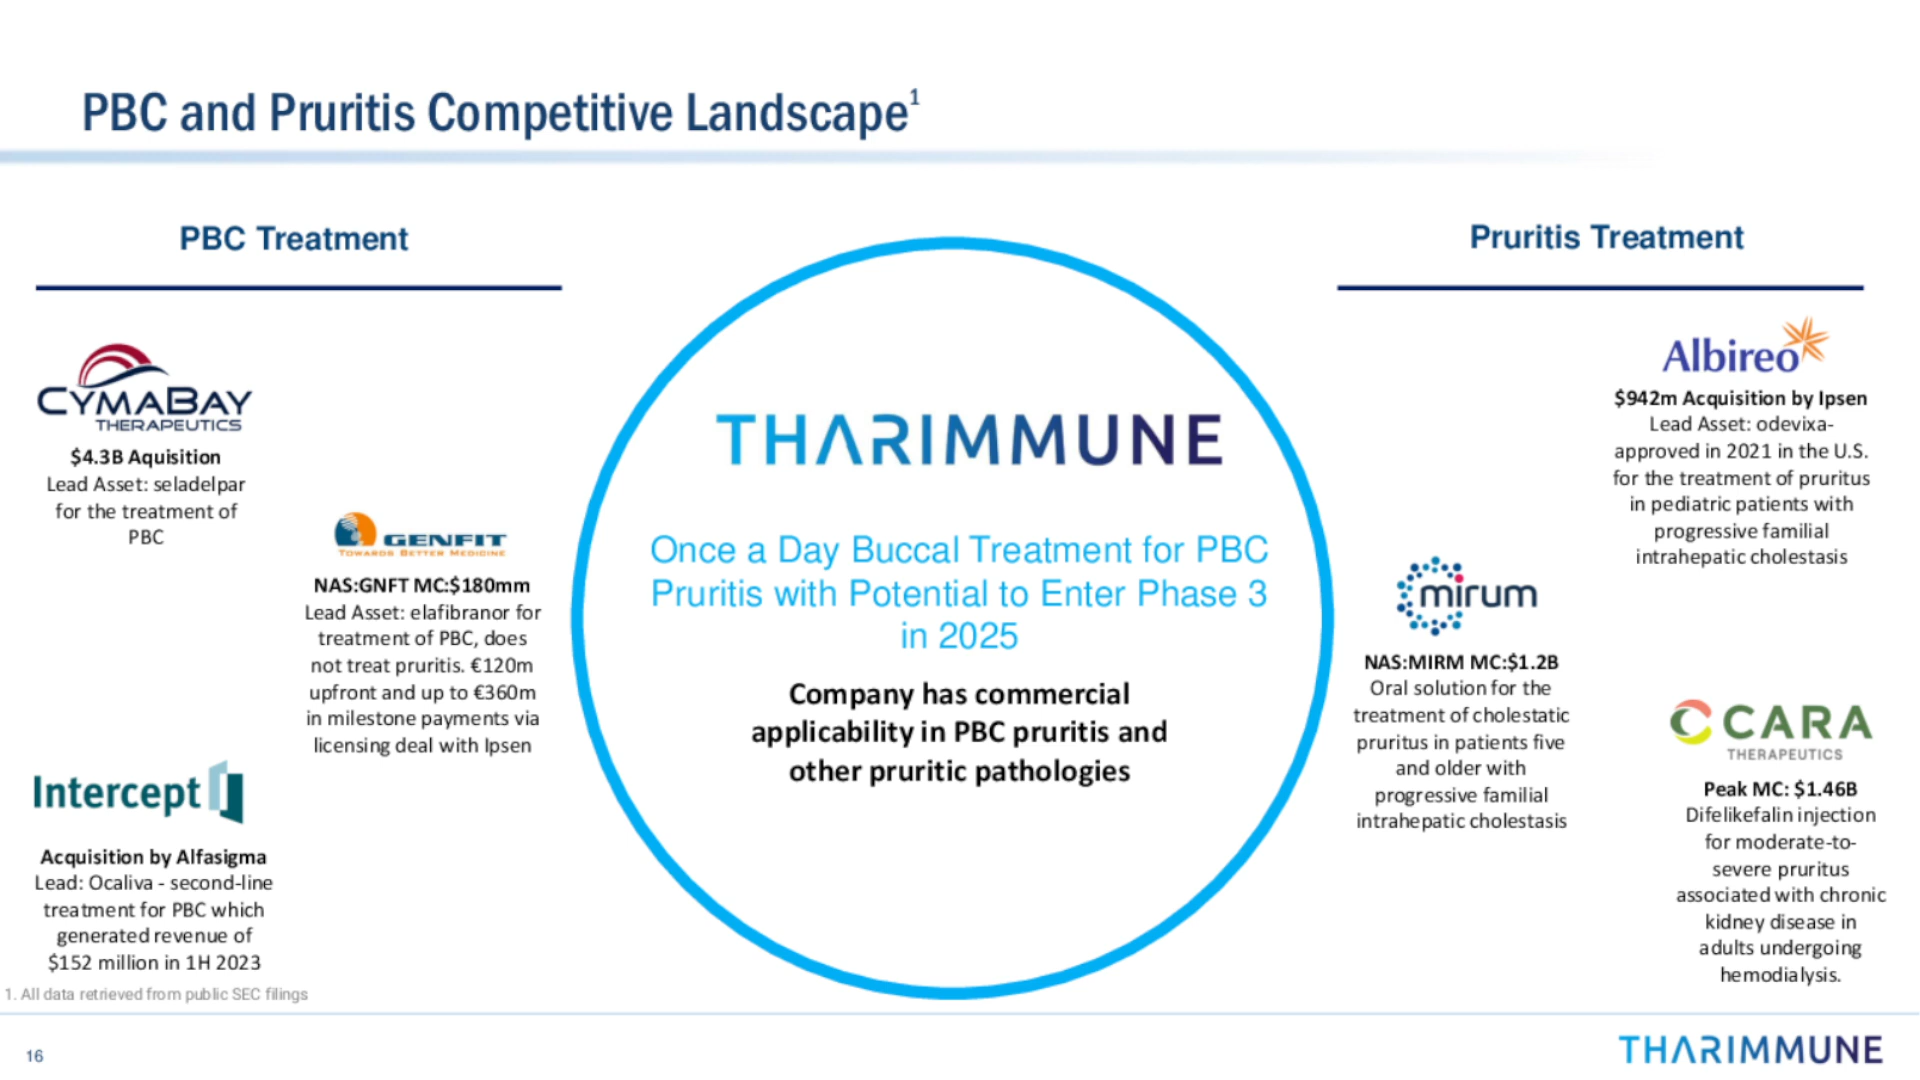 PBC and Pruritis Competitive Landscape1
PBC Treatment
CYMABAY
THERAPEUTICS
$4.3B Aquisition
Lead Asset: seladelpar
for the treatment of
PBC
GENFIT
TOWARDS BETTER MEDICINE
NAS:GNFT MC:$180mm
Lead Asset: elafibranor for
treatment of PBC, does
not treat pruritis. €120m
upfront and up to €360m
in milestone payments via
licensing deal with Ipsen
Intercept
Acquisition by Alfasigma
Lead: Ocaliva - second-line
treatment for PBC which
generated revenue of
$152 million in 1H 2023
THARIMMUNE
Once a Day Buccal Treatment for PBC
Pruritis with Potential to Enter Phase 3
in 2025
Company has commercial
applicability in PBC pruritis and
other pruritic pathologies
Pruritis Treatment
Albireo
$942m Acquisition by Ipsen
Lead Asset: odevixa-
approved in 2021 in the U.S.
for the treatment of pruritus
in pediatric patients with
progressive familial
intrahepatic cholestasis
mirum
NAS:MIRM MC:$1.2B
Oral solution for the
treatment of cholestatic
pruritus in patients five
and older with
progressive familial
intrahepatic cholestasis
CARA
THERAPEUTICS
Peak MC: $1.46B
Difelikefalin injection
for moderate-to-
severe pruritus
associated with chronic
kidney disease in
adults undergoing
hemodialysis.
1. All data retrieved from public SEC filings
16
THARIMMUNE